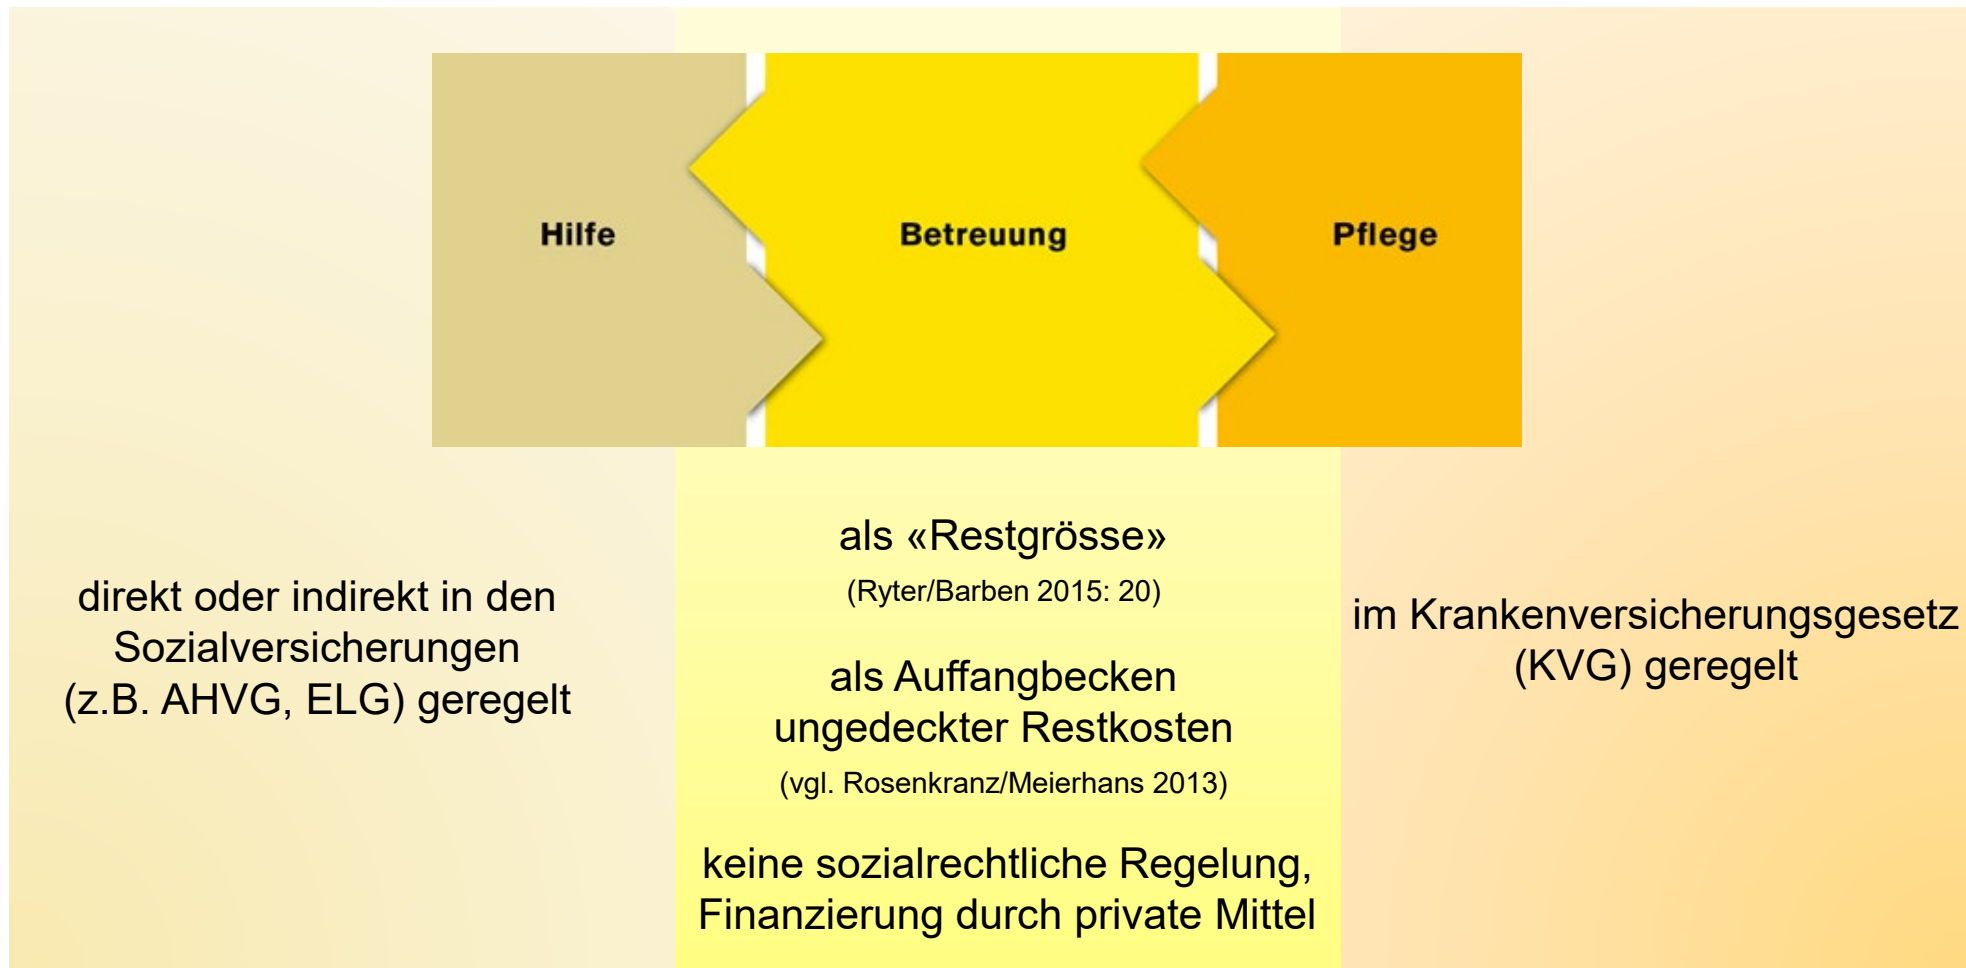 Hilfe
Betreuung
Pflege
direkt oder indirekt in den
Sozialversicherungen
(z.B. AHVG, ELG) geregelt
als «Restgrösse»
(Ryter/Barben 2015: 20)
als Auffangbecken
ungedeckter Restkosten
(vgl. Rosenkranz/Meierhans 2013)
keine sozialrechtliche Regelung,
Finanzierung durch private Mittel
im Krankenversicherungsgesetz
(KVG) geregelt